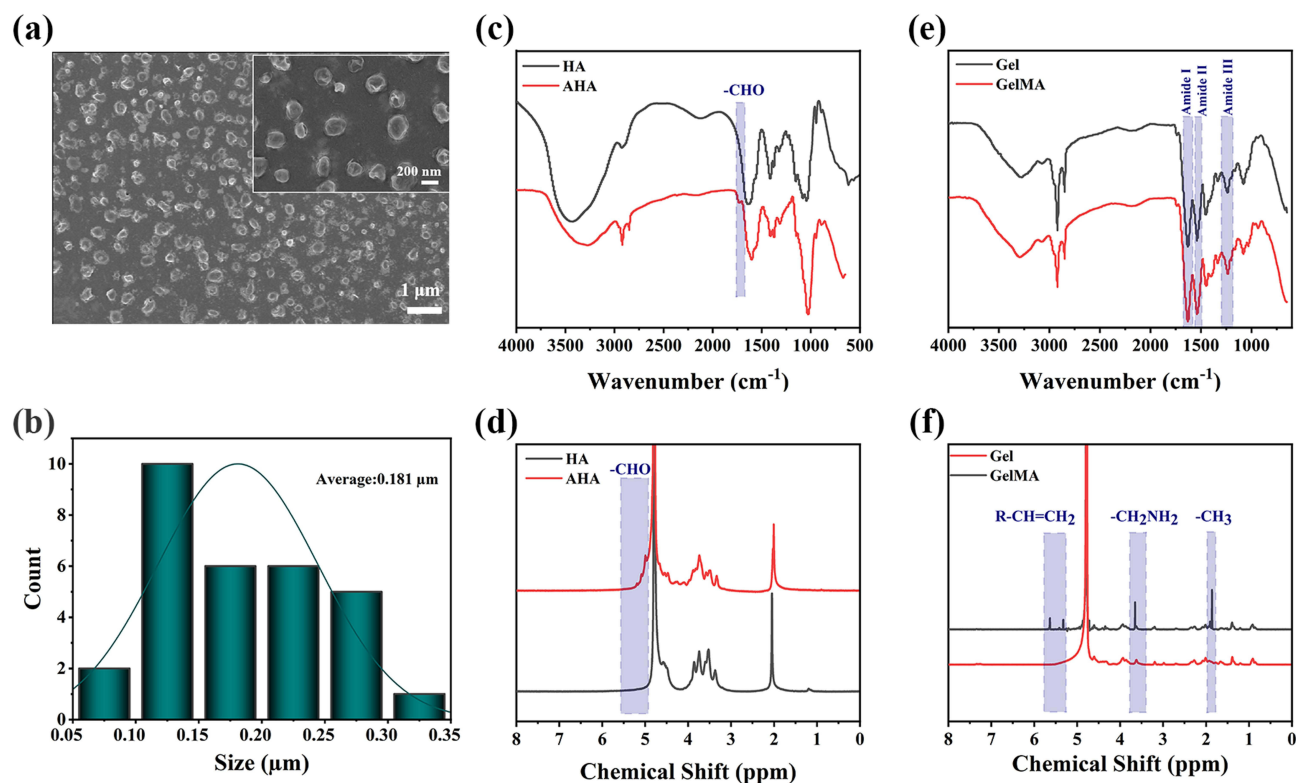 (a)
200 nm
1 µm
(b)
10
8
6
4
2
0
Count
Average:0.181 µm
0.05 0.10 0.15 0.20 0.25 0.30 0.35
Size (µm)
(c)
HA
AHA
-CHO
4000 3500 3000 2500 2000 1500 1000 500
Wavenumber (cm⁻¹)
(d)
HA
AHA
-CHO
8 7 6 5 4 3 2 1 0
Chemical Shift (ppm)
(e)
Gel
GelMA
Amide I
Amide II
Amide III
4000 3500 3000 2500 2000 1500 1000
Wavenumber (cm⁻¹)
(f)
Gel
GelMA
R-CH=CH₂
-CH₂NH₂
-CH₃
8 7 6 5 4 3 2 1 0
Chemical Shift (ppm)